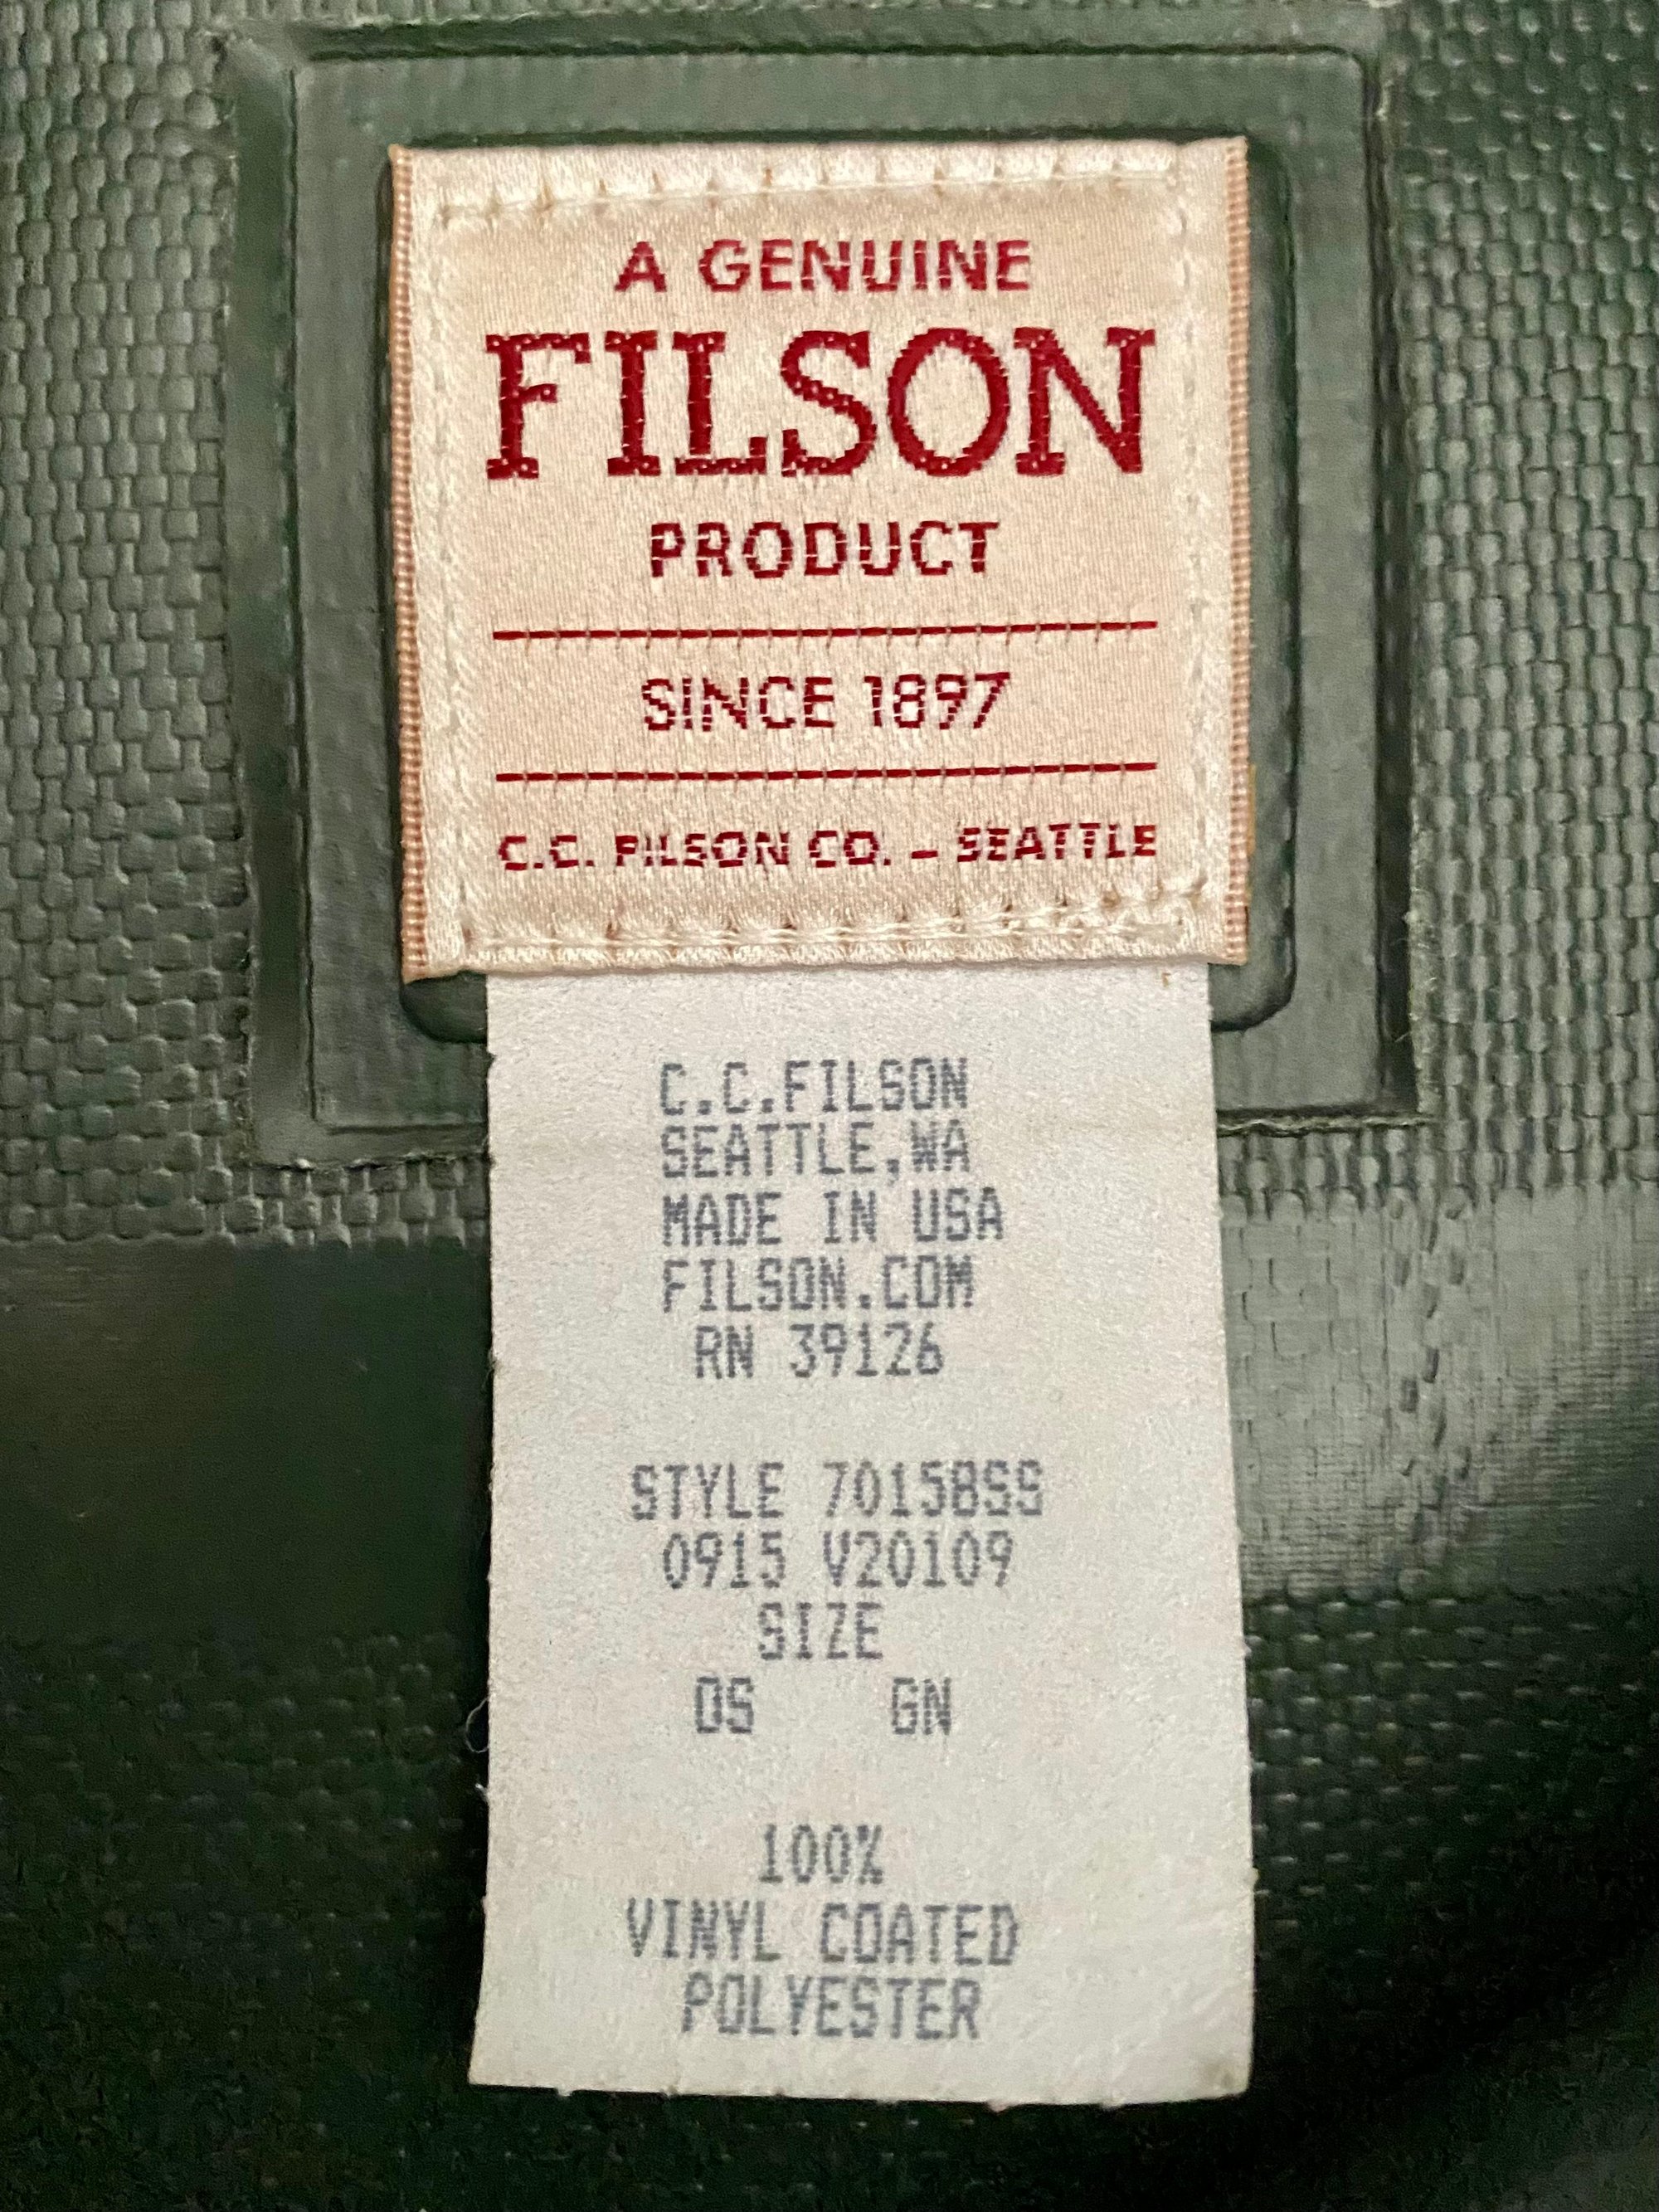 A GENUINE
FILSON
PRODUCT
SINCE 1897
C.C. FILSON CO. – SEATTLE
C.C.FILSON
SEATTLE,WA
MADE IN USA
FILSON.COM
RN 39126
STYLE 70158SS
0915 V20109
SIZE
OS GN
100%
VINYL COATED
POLYESTER